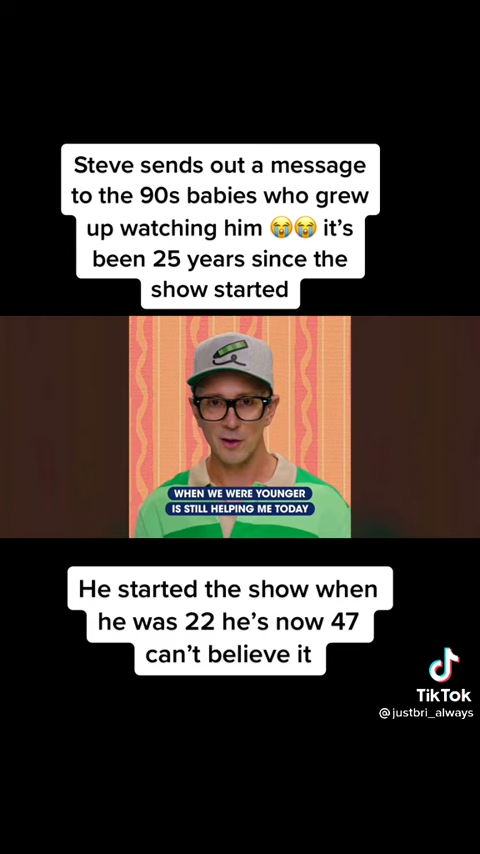 Steve sends out a message
to the 90s babies who grew
up watching him 😭😭 it's
been 25 years since the
show started
WHEN WE WERE YOUNGER
IS STILL HELPING ME TODAY
He started the show when
he was 22 he's now 47
can't believe it
TikTok
@justbri_always